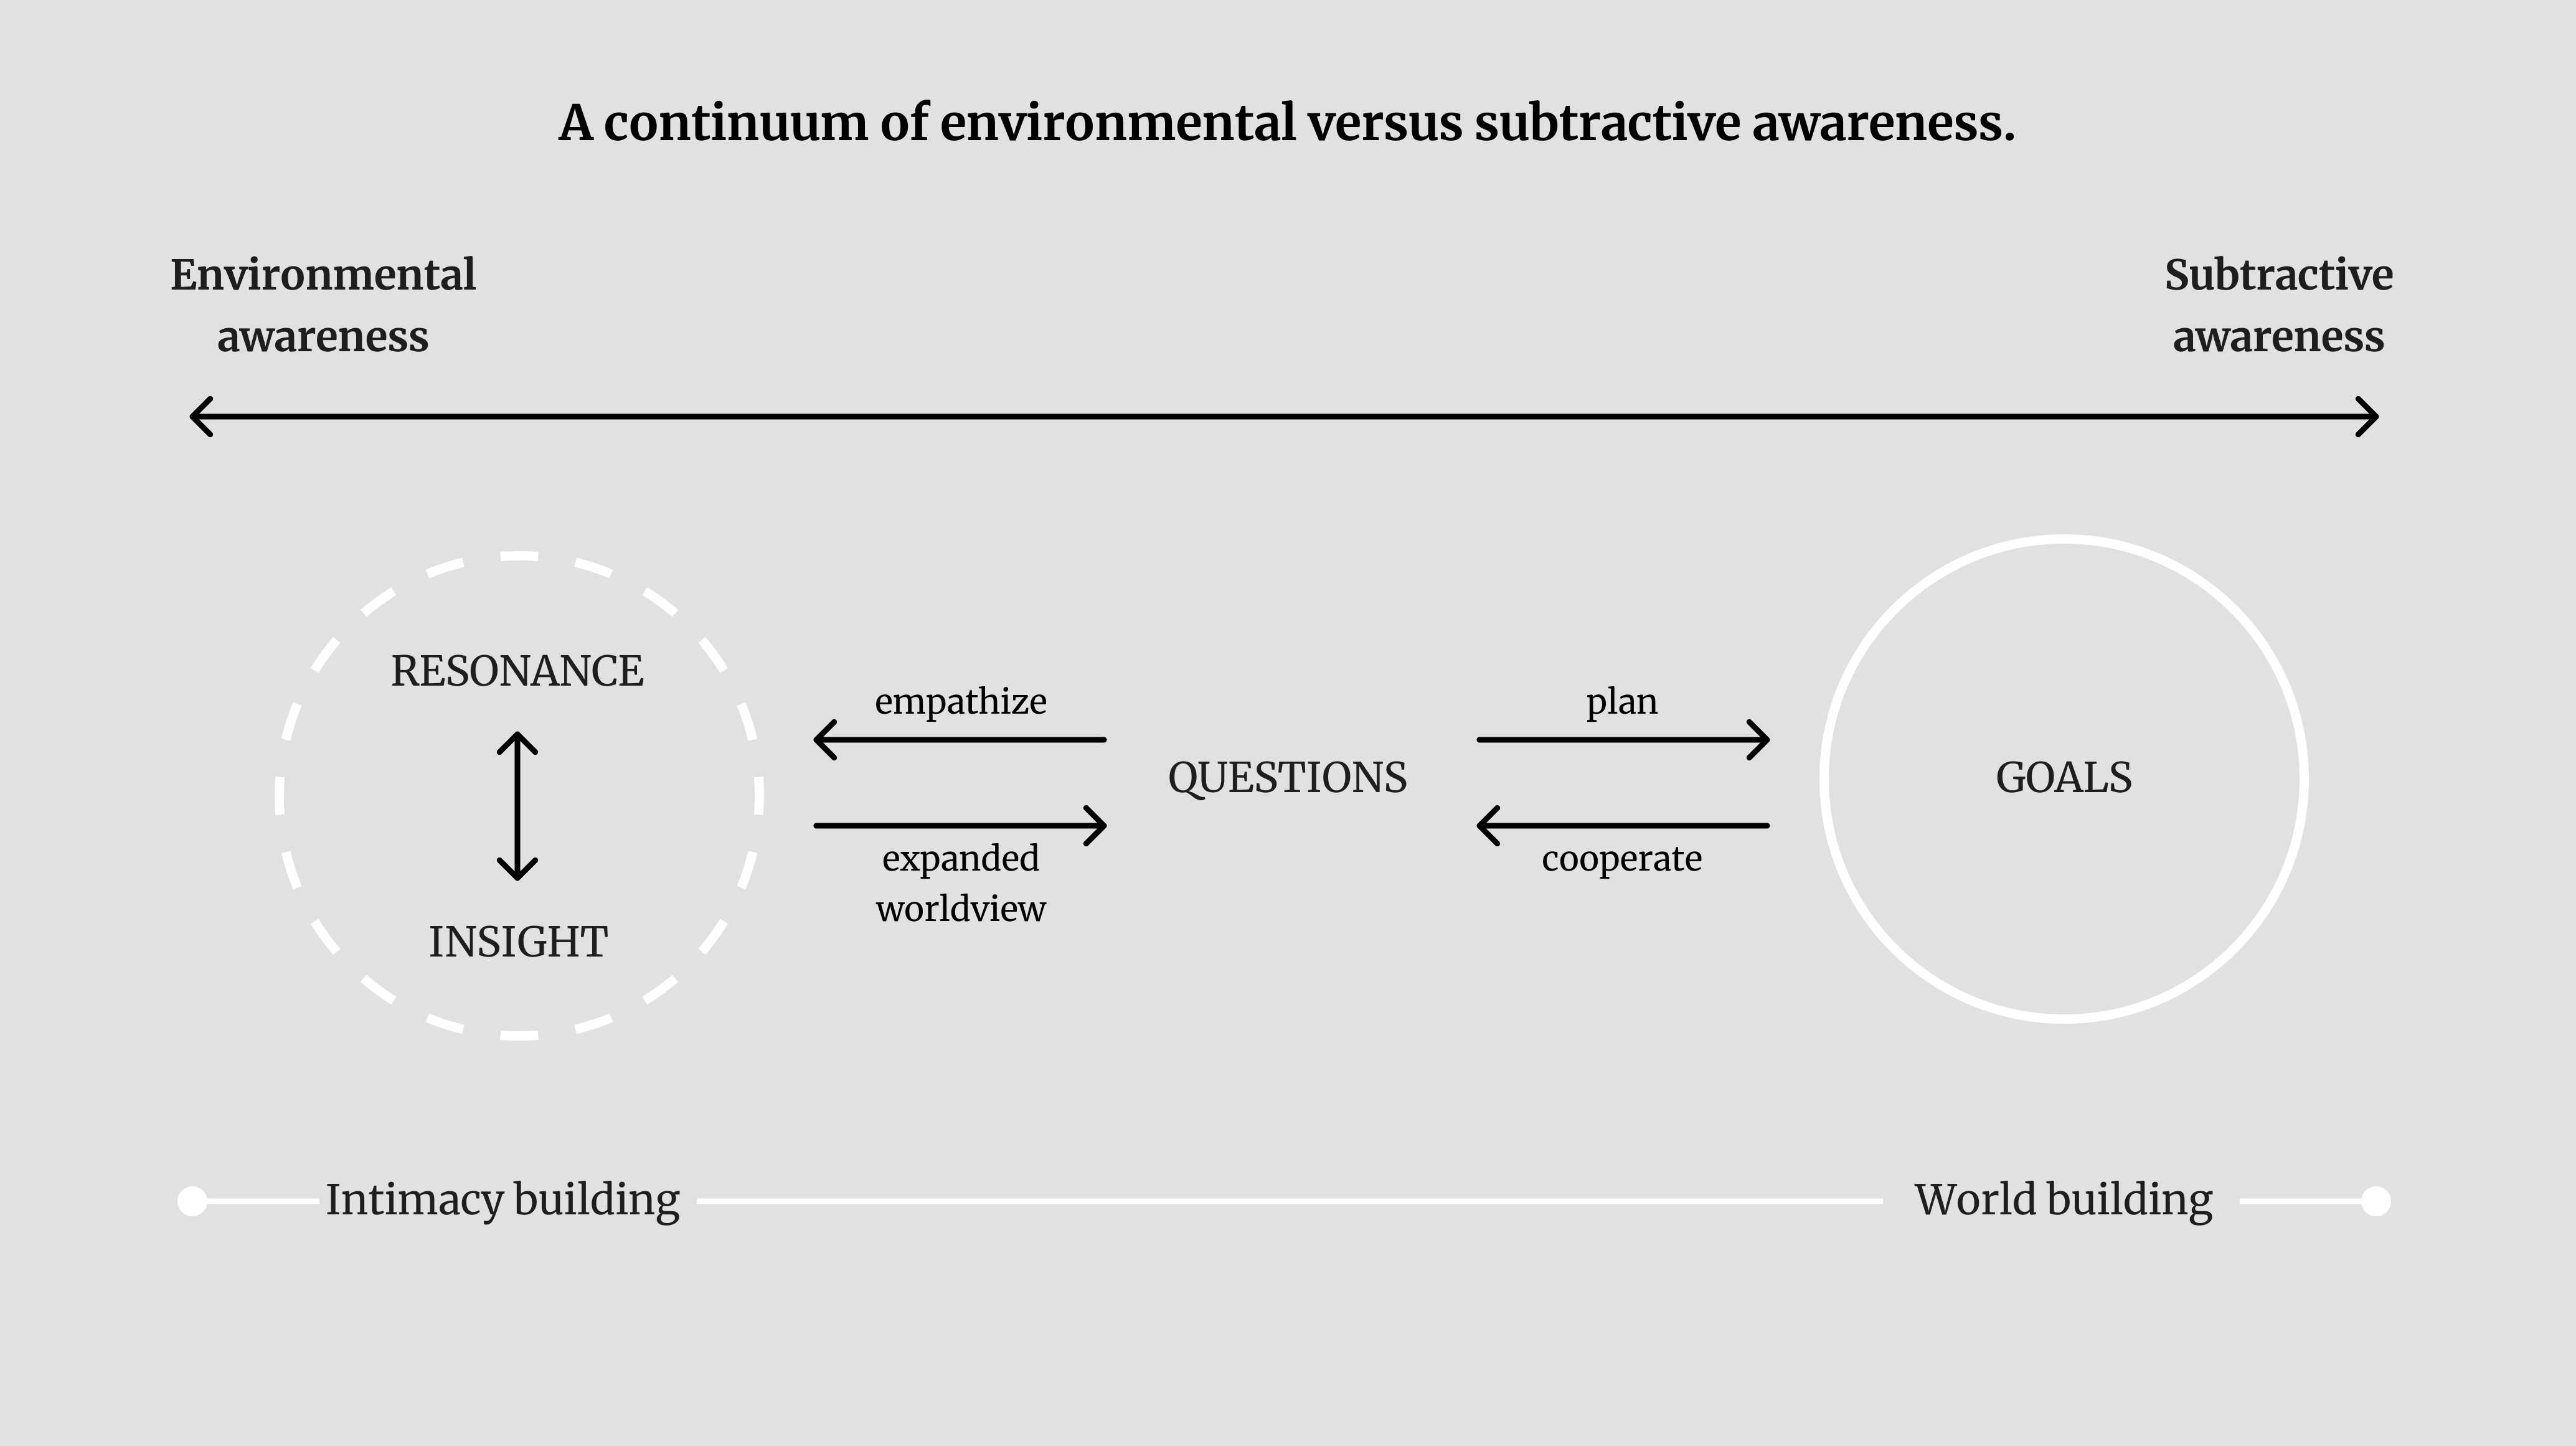 A continuum of environmental versus subtractive awareness.
Environmental
awareness
Subtractive
awareness
RESONANCE
INSIGHT
empathize
expanded
worldview
QUESTIONS
plan
cooperate
GOALS
Intimacy building
World building